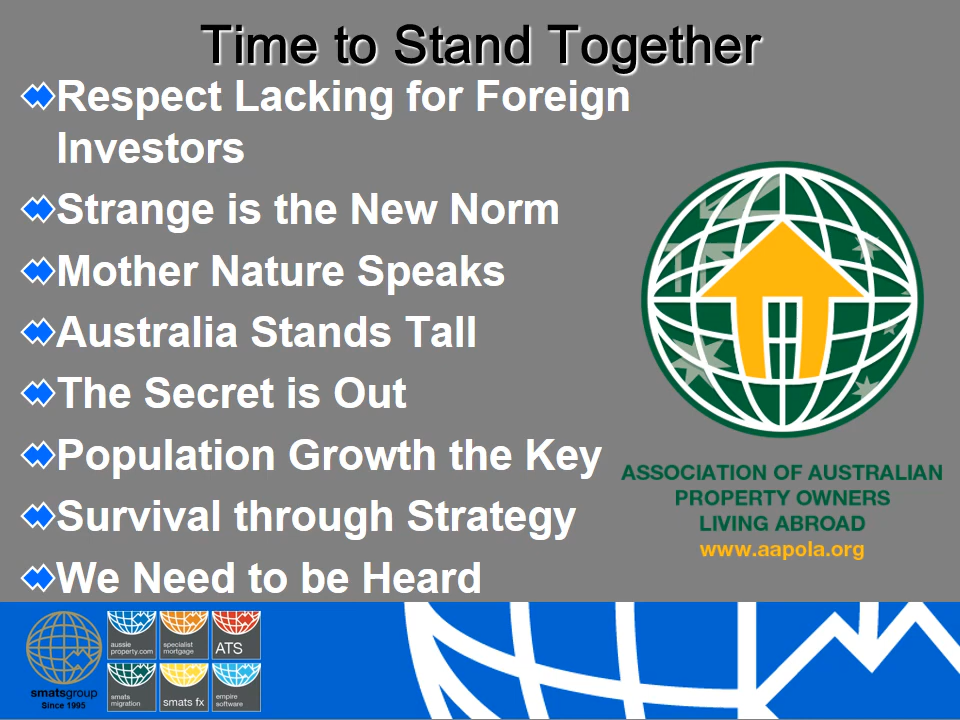 Time to Stand Together
Respect Lacking for Foreign
Investors
Strange is the New Norm
Mother Nature Speaks
Australia Stands Tall
The Secret is Out
Population Growth the Key
Survival through Strategy
We Need to be Heard
ASSOCIATION OF AUSTRALIAN
PROPERTY OWNERS
LIVING ABROAD
www.aapola.org
smatsgroup
Since 1995
aussie
property.com
specialist
mortgage
ATS
smats
migration
smats fx
empire
software